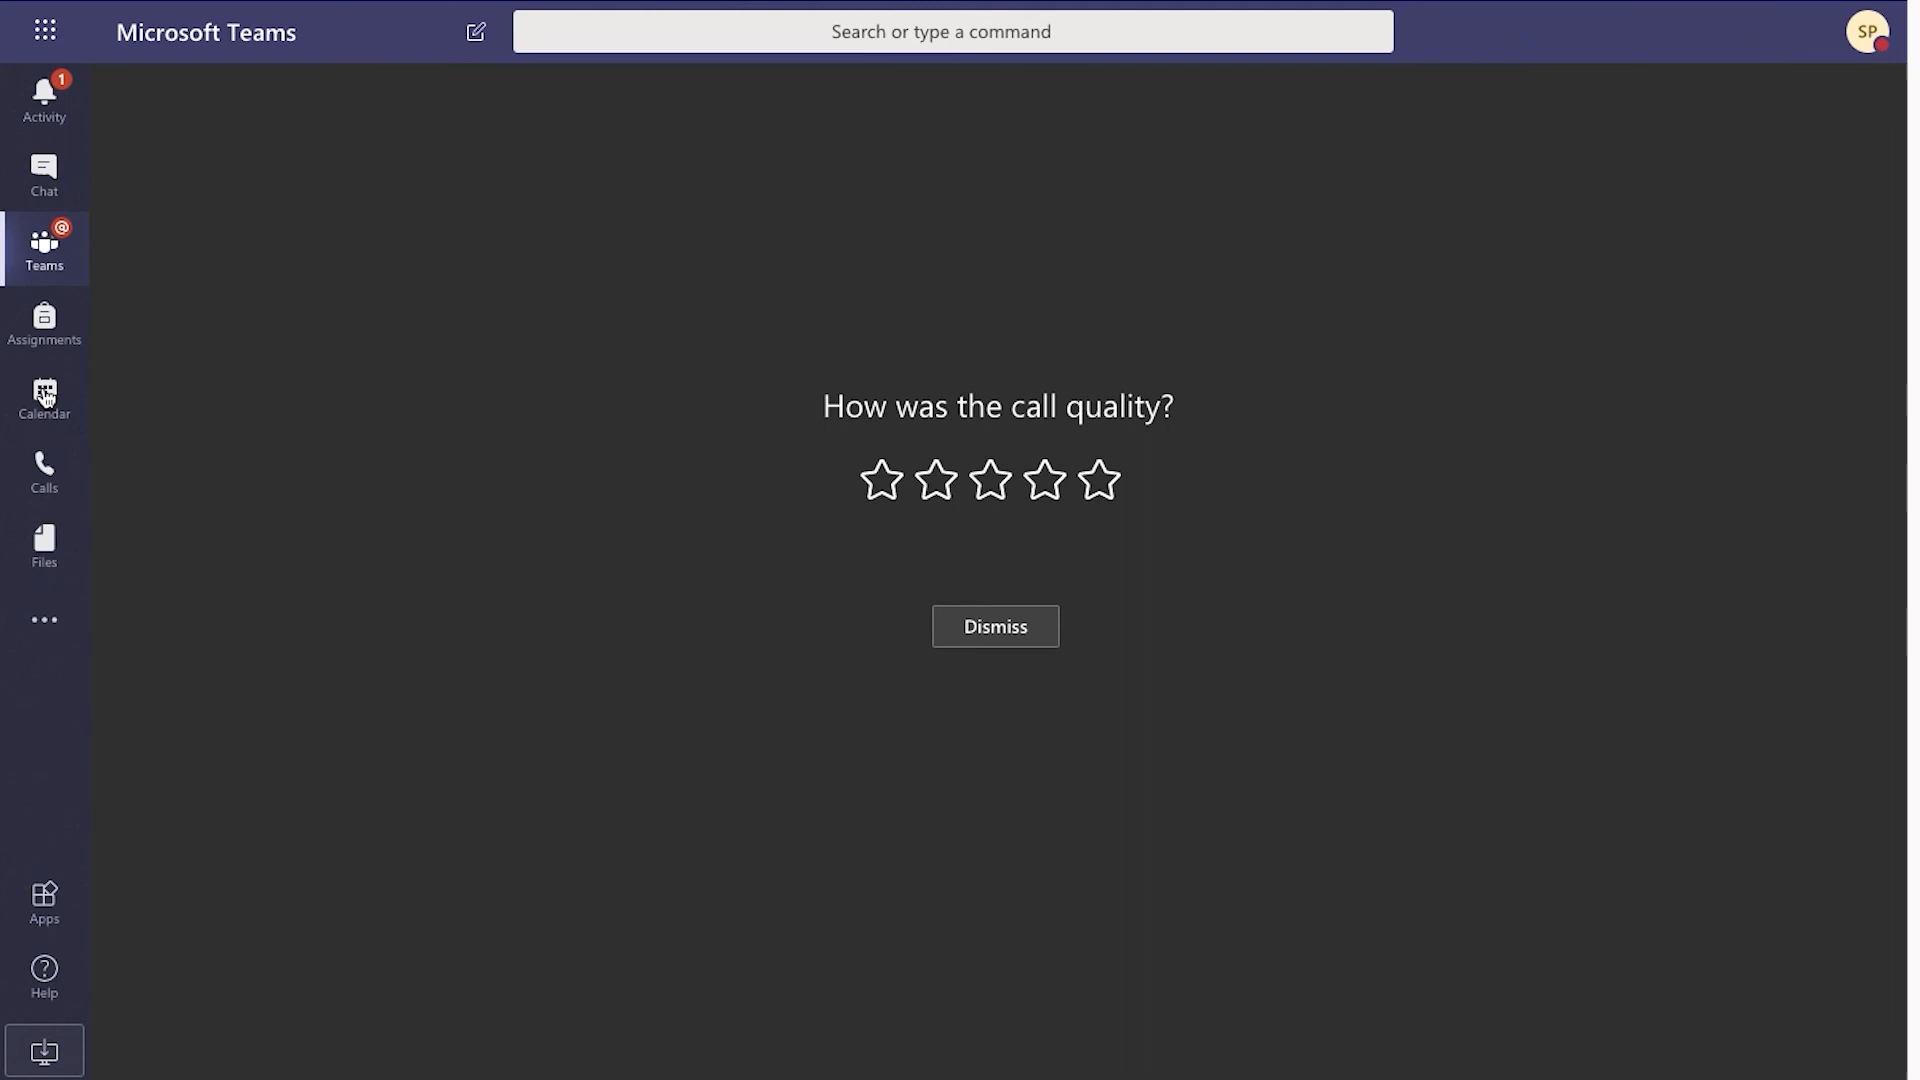 Microsoft Teams
Search or type a command
SP
1
Activity
Chat
@
Teams
Assignments
Calendar
Calls
Files
How was the call quality?
Dismiss
Apps
?
Help